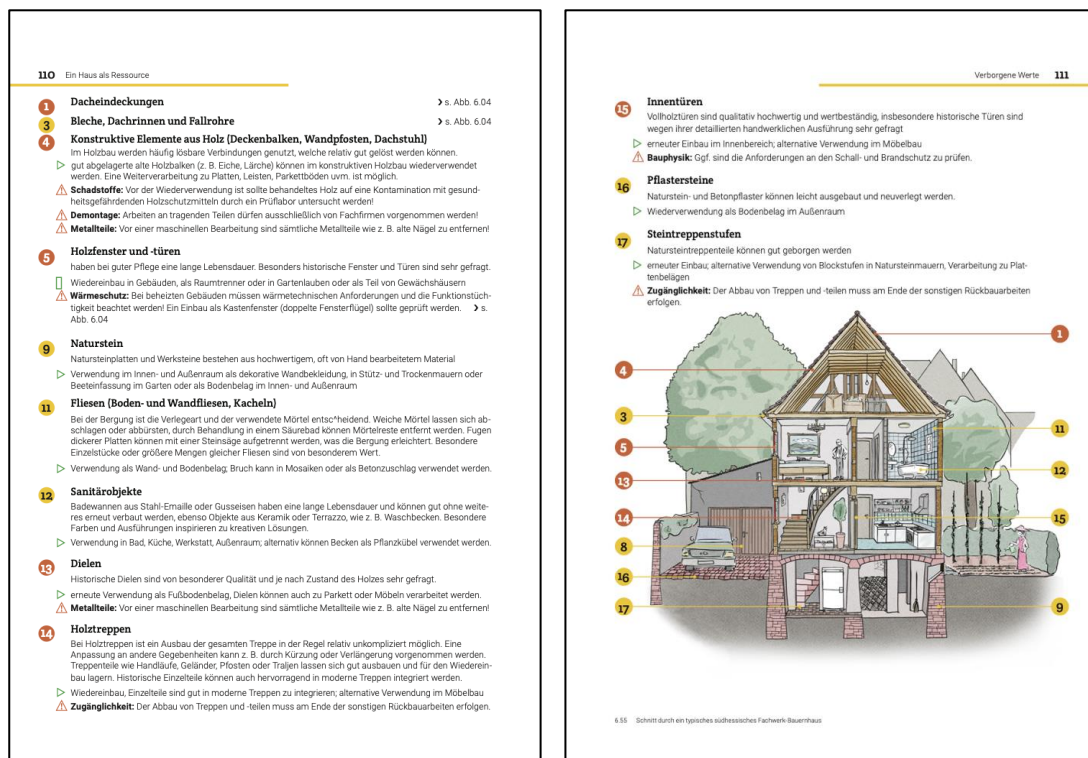 110 Ein Haus als Ressource
1 Dacheindeckungen › s. Abb. 6.04
3 Bleche, Dachrinnen und Fallrohre › s. Abb. 6.04
4 Konstruktive Elemente aus Holz (Deckenbalken, Wandpfosten, Dachstuhl)
Im Holzbau werden häufig lösbare Verbindungen genutzt, welche relativ gut gelöst werden können.
gut abgelagerte alte Holzbalken (z. B. Eiche, Lärche) können im konstruktiven Holzbau wiederverwendet
werden. Eine Weiterverarbeitung zu Platten, Leisten, Parkettböden uvm. ist möglich.
Schadstoffe: Vor der Wiederverwendung ist sollte behandeltes Holz auf eine Kontamination mit gesund-
heitsgefährdenden Holzschutzmitteln durch ein Prüflabor untersucht werden!
Demontage: Arbeiten an tragenden Teilen dürfen ausschließlich von Fachfirmen vorgenommen werden!
Metallteile: Vor einer maschinellen Bearbeitung sind sämtliche Metallteile wie z. B. alte Nägel zu entfernen!
5 Holzfenster und -türen
haben bei guter Pflege eine lange Lebensdauer. Besonders historische Fenster und Türen sind sehr gefragt.
Wiedereinbau in Gebäuden, als Raumtrenner oder in Gartenlauben oder als Teil von Gewächshäusern
Wärmeschutz: Bei beheizten Gebäuden müssen wärmetechnischen Anforderungen und die Funktionstüch-
tigkeit beachtet werden! Ein Einbau als Kastenfenster (doppelte Fensterflügel) sollte geprüft werden. › s.
Abb. 6.04
9 Naturstein
Natursteinplatten und Werksteine bestehen aus hochwertigem, oft von Hand bearbeitetem Material
Verwendung im Innen- und Außenraum als dekorative Wandbekleidung, in Stütz- und Trockenmauern oder
Beeteinfassung im Garten oder als Bodenbelag im Innen- und Außenraum
11 Fliesen (Boden- und Wandfliesen, Kacheln)
Bei der Bergung ist die Verlegeart und der verwendete Mörtel entsc^heidend. Weiche Mörtel lassen sich ab-
schlagen oder abbürsten, durch Behandlung in einem Säurebad können Mörtelreste entfernt werden. Fugen
dickerer Platten können mit einer Steinsäge aufgetrennt werden, was die Bergung erleichtert. Besondere
Einzelstücke oder größere Mengen gleicher Fliesen sind von besonderem Wert.
Verwendung als Wand- und Bodenbelag; Bruch kann in Mosaiken oder als Betonzuschlag verwendet werden.
12 Sanitärobjekte
Badewannen aus Stahl-Emaille oder Gusseisen haben eine lange Lebensdauer und können gut ohne weite-
res erneut verbaut werden, ebenso Objekte aus Keramik oder Terrazzo, wie z. B. Waschbecken. Besondere
Farben und Ausführungen inspirieren zu kreativen Lösungen.
Verwendung in Bad, Küche, Werkstatt, Außenraum; alternativ können Becken als Pflanzkübel verwendet werden.
13 Dielen
Historische Dielen sind von besonderer Qualität und je nach Zustand des Holzes sehr gefragt.
erneute Verwendung als Fußbodenbelag, Dielen können auch zu Parkett oder Möbeln verarbeitet werden.
Metallteile: Vor einer maschinellen Bearbeitung sind sämtliche Metallteile wie z. B. alte Nägel zu entfernen!
14 Holztreppen
Bei Holztreppen ist ein Ausbau der gesamten Treppe in der Regel relativ unkompliziert möglich. Eine
Anpassung an andere Gegebenheiten kann z. B. durch Kürzung oder Verlängerung vorgenommen werden.
Treppenteile wie Handläufe, Geländer, Pfosten oder Traljen lassen sich gut ausbauen und für den Wiederein-
bau lagern. Historische Einzelteile können auch hervorragend in moderne Treppen integriert werden.
Wiedereinbau, Einzelteile sind gut in moderne Treppen zu integrieren; alternative Verwendung im Möbelbau
Zugänglichkeit: Der Abbau von Treppen und -teilen muss am Ende der sonstigen Rückbauarbeiten erfolgen.
Verborgene Werte 111
15 Innentüren
Vollholztüren sind qualitativ hochwertig und wertbeständig, insbesondere historische Türen sind
wegen ihrer detaillierten handwerklichen Ausführung sehr gefragt
erneuter Einbau im Innenbereich; alternative Verwendung im Möbelbau
Bauphysik: Ggf. sind die Anforderungen an den Schall- und Brandschutz zu prüfen.
16 Pflastersteine
Naturstein- und Betonpflaster können leicht ausgebaut und neuverlegt werden.
Wiederverwendung als Bodenbelag im Außenraum
17 Steintreppenstufen
Natursteintreppenteile können gut geborgen werden
erneuter Einbau; alternative Verwendung von Blockstufen in Natursteinmauern, Verarbeitung zu Plat-
tenbelägen
Zugänglichkeit: Der Abbau von Treppen und -teilen muss am Ende der sonstigen Rückbauarbeiten
erfolgen.
1
4
3
11
5
12
13
14
15
8
16
17
9
6.55 Schnitt durch ein typisches südhessisches Fachwerk-Bauernhaus